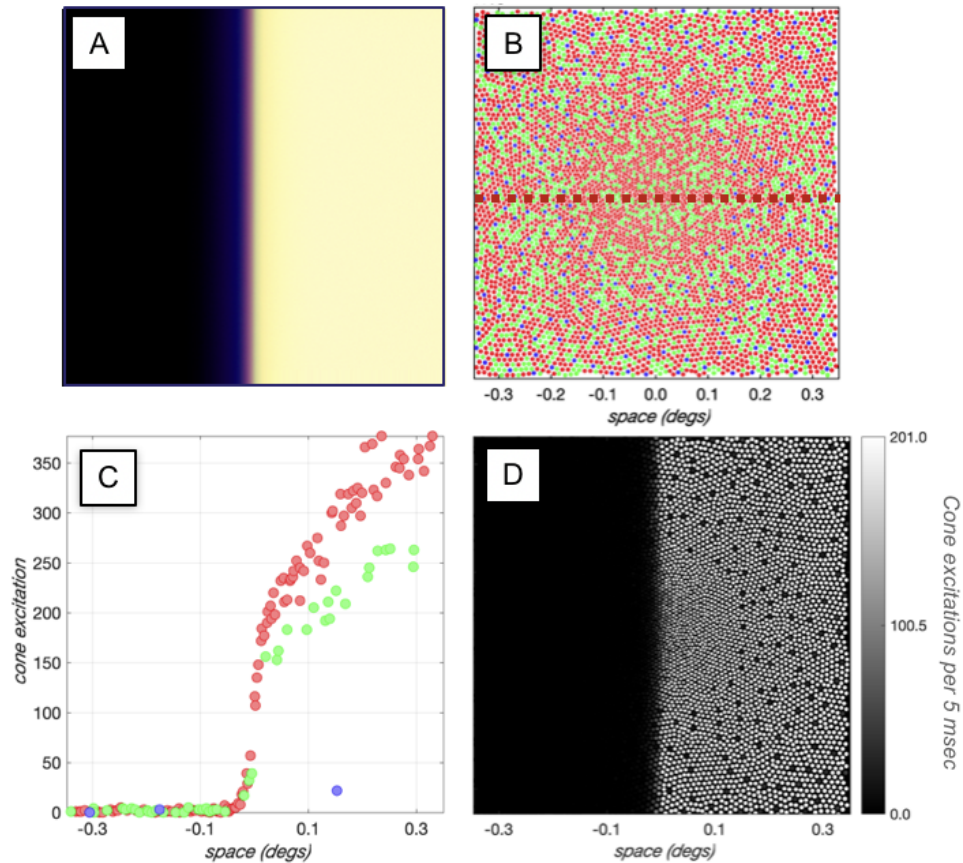 A
B
-0.3 -0.2 -0.1 0.0 0.1 0.2 0.3
space (degs)
C
350
300
250
200
150
100
50
0
cone excitation
-0.3 -0.1 0.1 0.3
space (degs)
D
-0.3 -0.1 0.1 0.3
space (degs)
201.0
100.5
0.0
Cone excitations per 5 msec